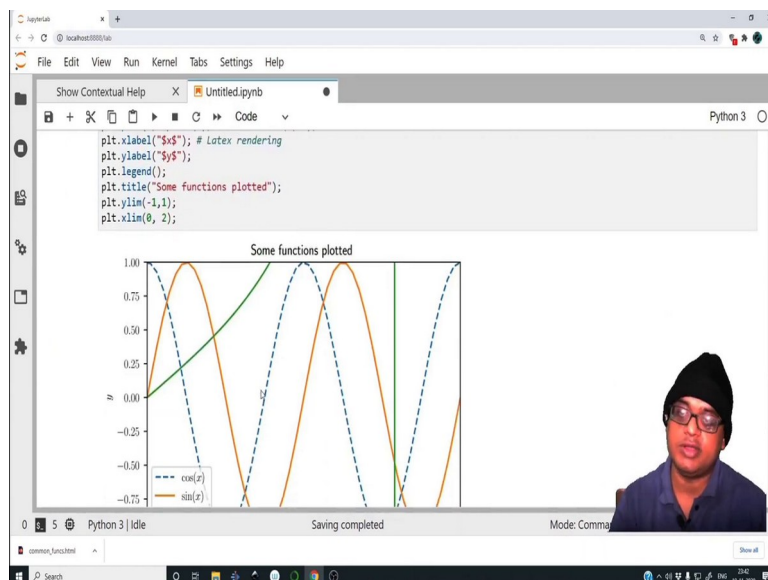 JupyterLab
localhost:8888/lab
File Edit View Run Kernel Tabs Settings Help
Show Contextual Help X Untitled.ipynb
Code Python 3
plt.xlabel("$x$"); # Latex rendering
plt.ylabel("$y$");
plt.legend();
plt.title("Some functions plotted");
plt.ylim(-1,1);
plt.xlim(0, 2);
Some functions plotted
1.00
0.75
0.50
0.25
0.00
y
−0.25
−0.50
−0.75
cos(x)
sin(x)
0 5 Python 3 | Idle Saving completed Mode: Comma
common_funcs.html Show all
Search ENG 23:42